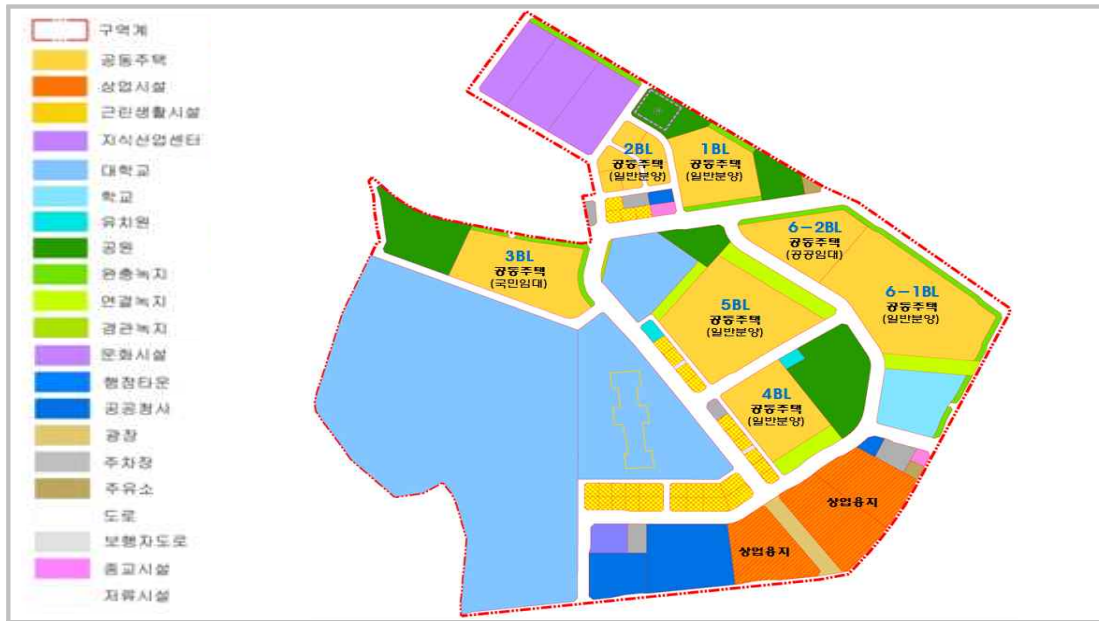 구역계
공동주택
상업시설
근린생활시설
지식산업센터
대학교
학교
유치원
공원
완충녹지
연결녹지
경관녹지
문화시설
행정타운
공공청사
광장
주차장
주유소
도로
보행자도로
종교시설
저류시설
2BL
공동주택
(일반분양)
1BL
공동주택
(일반분양)
3BL
공동주택
(국민임대)
6-2BL
공동주택
(공공임대)
6-1BL
공동주택
(일반분양)
5BL
공동주택
(일반분양)
4BL
공동주택
(일반분양)
상업용지
상업용지